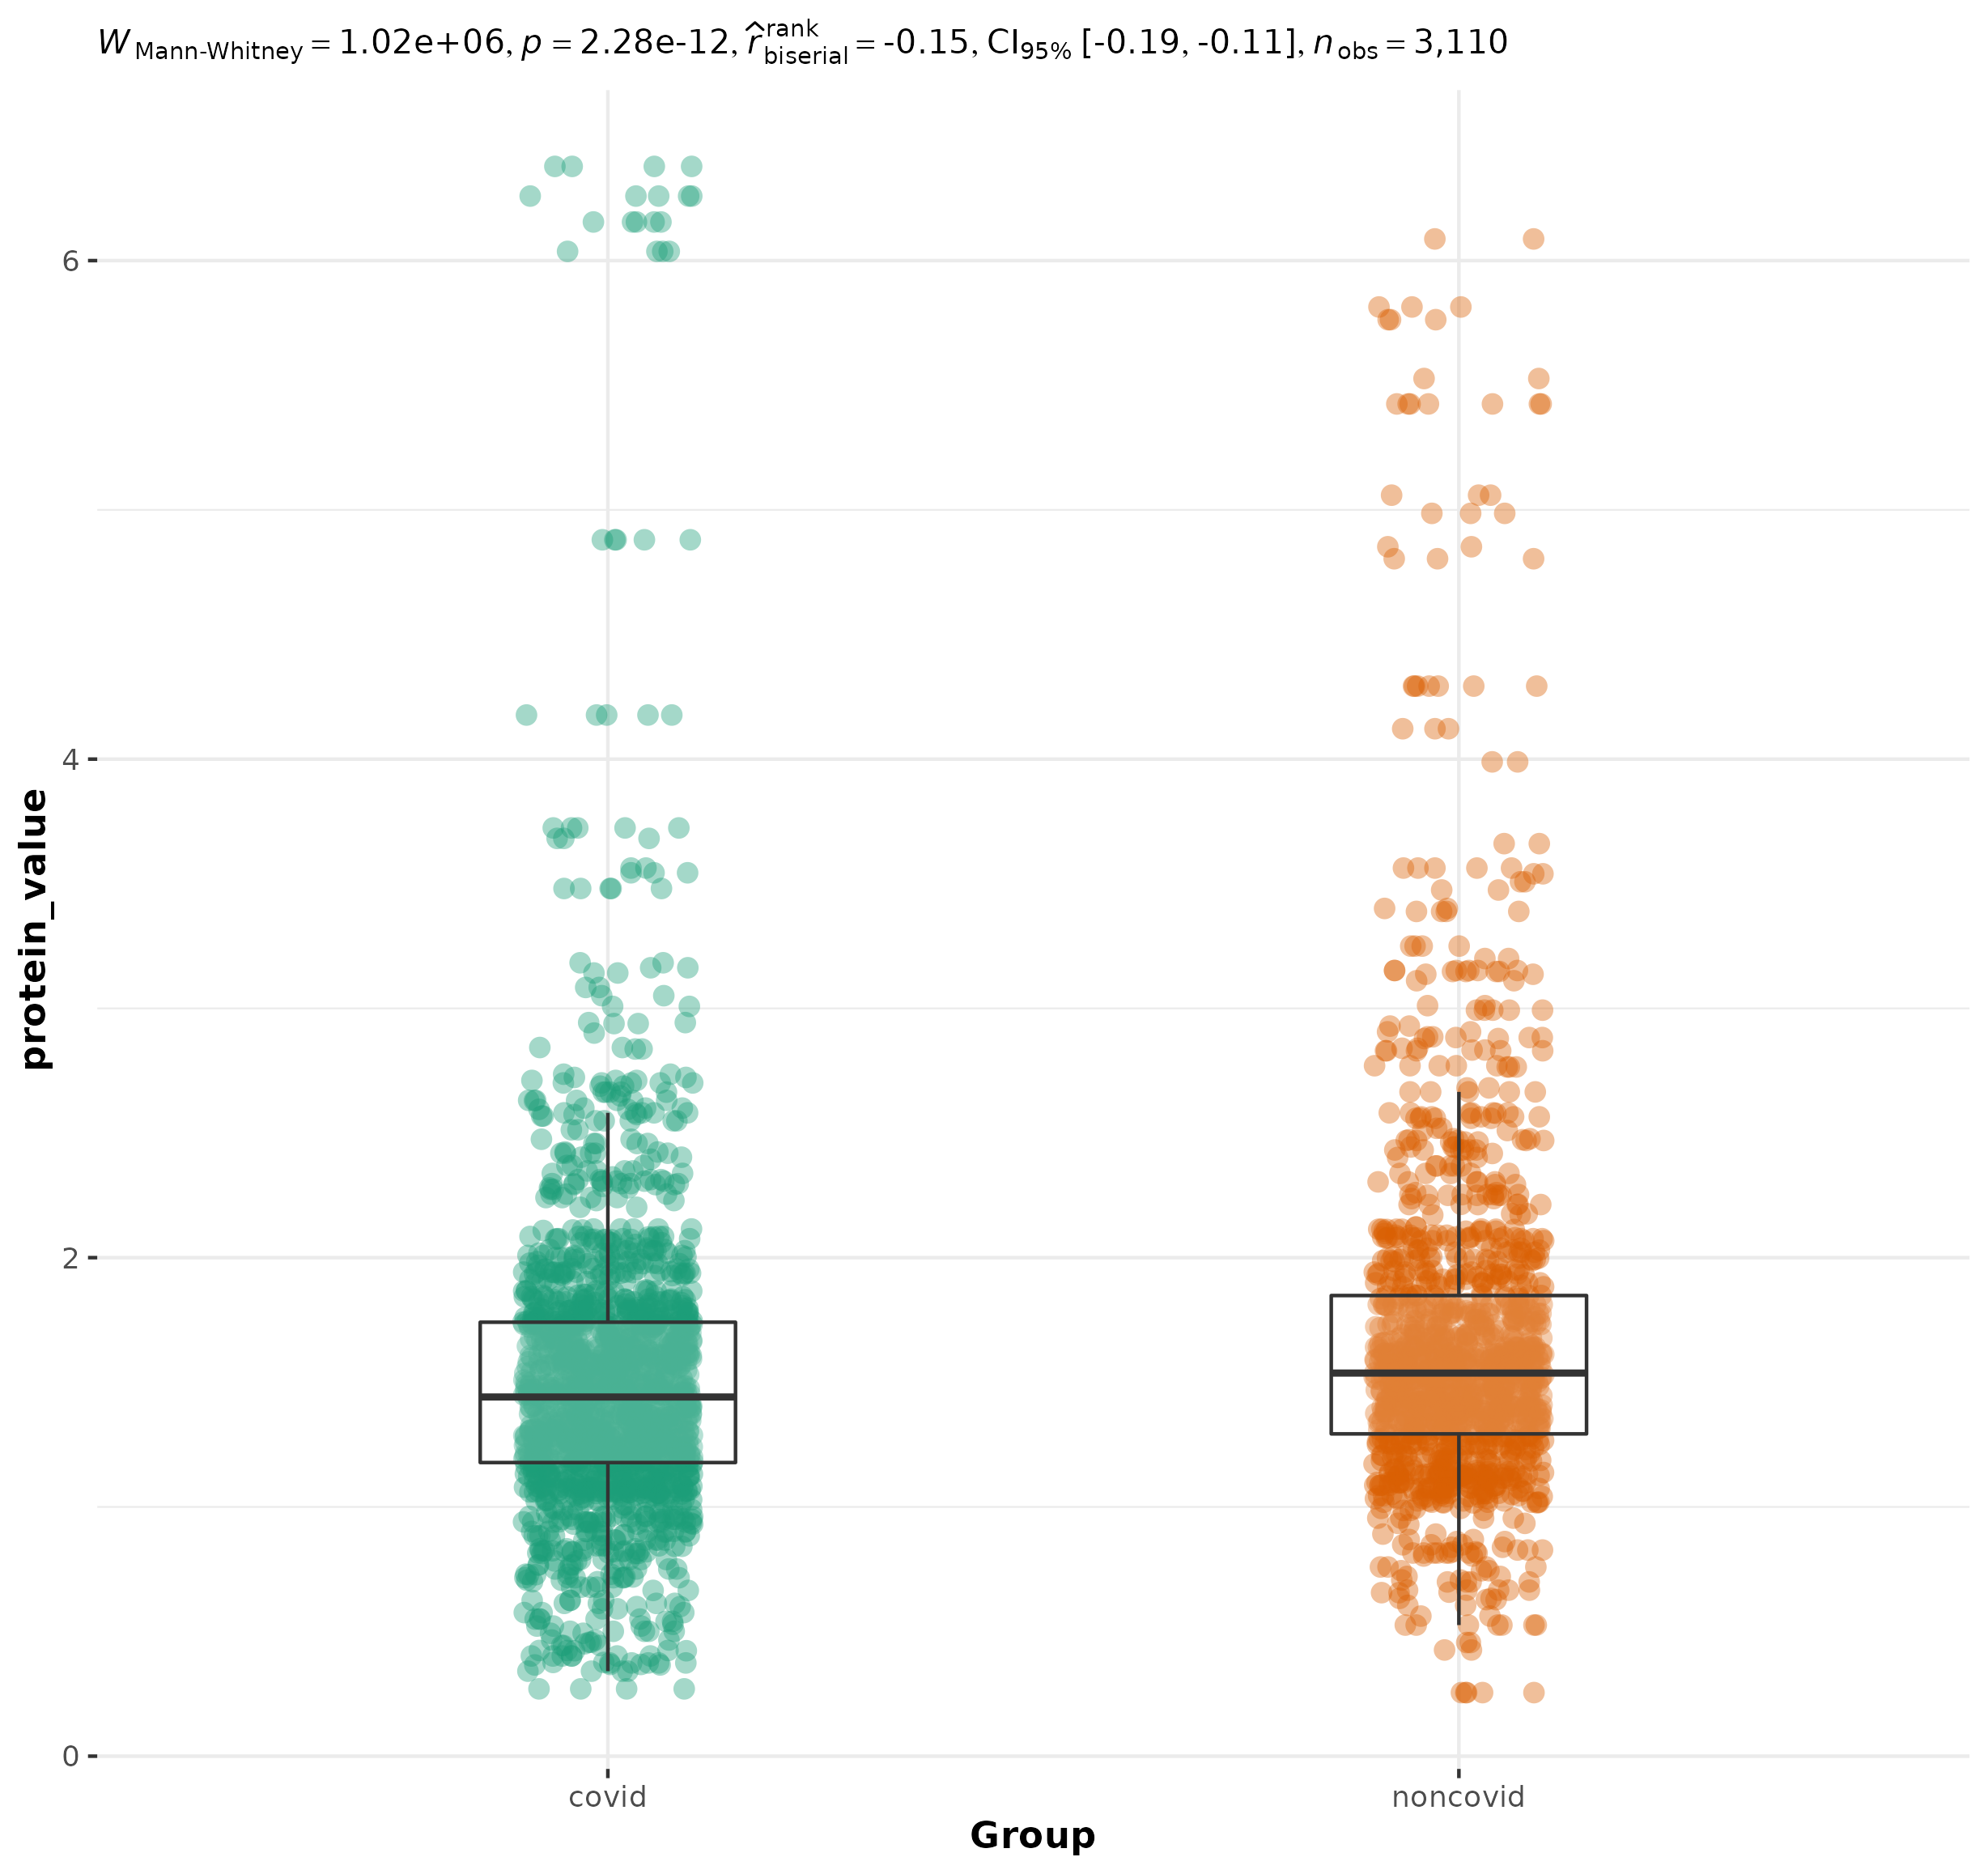 W Mann-Whitney = 1.02e+06, p = 2.28e-12, r̂ rank biserial = -0.15, CI95% [-0.19, -0.11], n obs = 3,110
6
4
2
0
protein_value
covid noncovid
Group